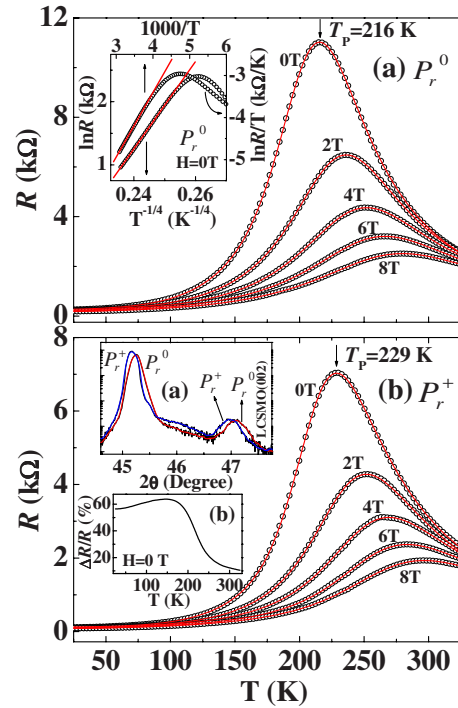 1000/T
3 4 5 6
2
1
lnR (kΩ)
-3
-4
-5
lnR/T (kΩ/K)
P_r^0
H=0T
0.24 0.26
T^-1/4 (K^-1/4)
T_P=216 K
(a) P_r^0
0T
2T
4T
6T
8T
12
8
4
0
R (kΩ)
T_P=229 K
(b) P_r^+
0T
2T
4T
6T
8T
P_r^+ P_r^0
(a)
P_r^+ P_r^0
LCSMO(002)
45 46 47
2θ (Degree)
60
40
20
ΔR/R (%)
(b)
H=0 T
100 200 300
T (K)
8
6
4
2
0
R (kΩ)
50 100 150 200 250 300
T (K)